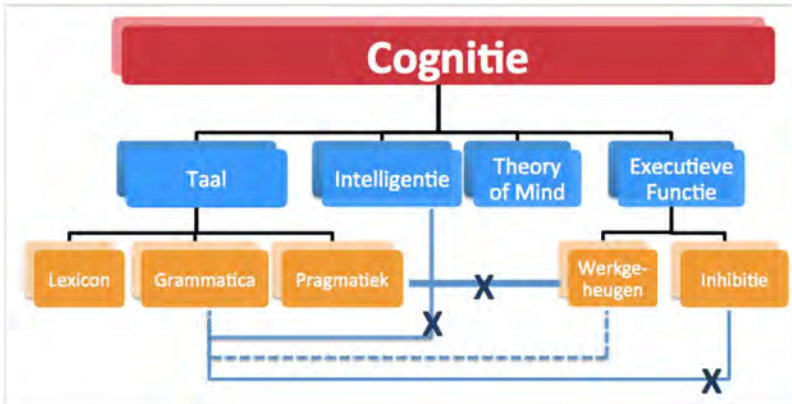 Cognitie
Taal
Intelligentie
Theory
of Mind
Executieve
Functie
Lexicon
Grammatica
Pragmatiek
Werkge-
heugen
Inhibitie
X
X
X